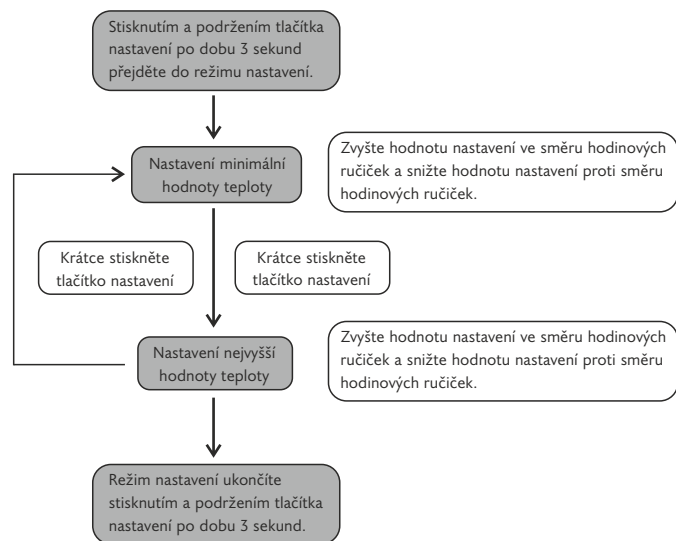 Stisknutím a podržením tlačítka
nastavení po dobu 3 sekund
přejděte do režimu nastavení.
Nastavení minimální
hodnoty teploty
Zvyšte hodnotu nastavení ve směru hodinových
ručiček a snižte hodnotu nastavení proti směru
hodinových ručiček.
Krátce stiskněte
tlačítko nastavení
Krátce stiskněte
tlačítko nastavení
Nastavení nejvyšší
hodnoty teploty
Zvyšte hodnotu nastavení ve směru hodinových
ručiček a snižte hodnotu nastavení proti směru
hodinových ručiček.
Režim nastavení ukončíte
stisknutím a podržením tlačítka
nastavení po dobu 3 sekund.